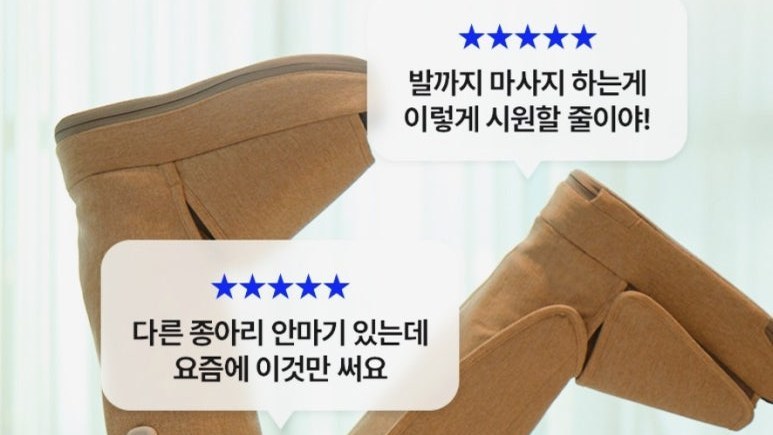 ★★★★★
발까지 마사지 하는게
이렇게 시원할 줄이야!
★★★★★
다른 종아리 안마기 있는데
요즘에 이것만 써요